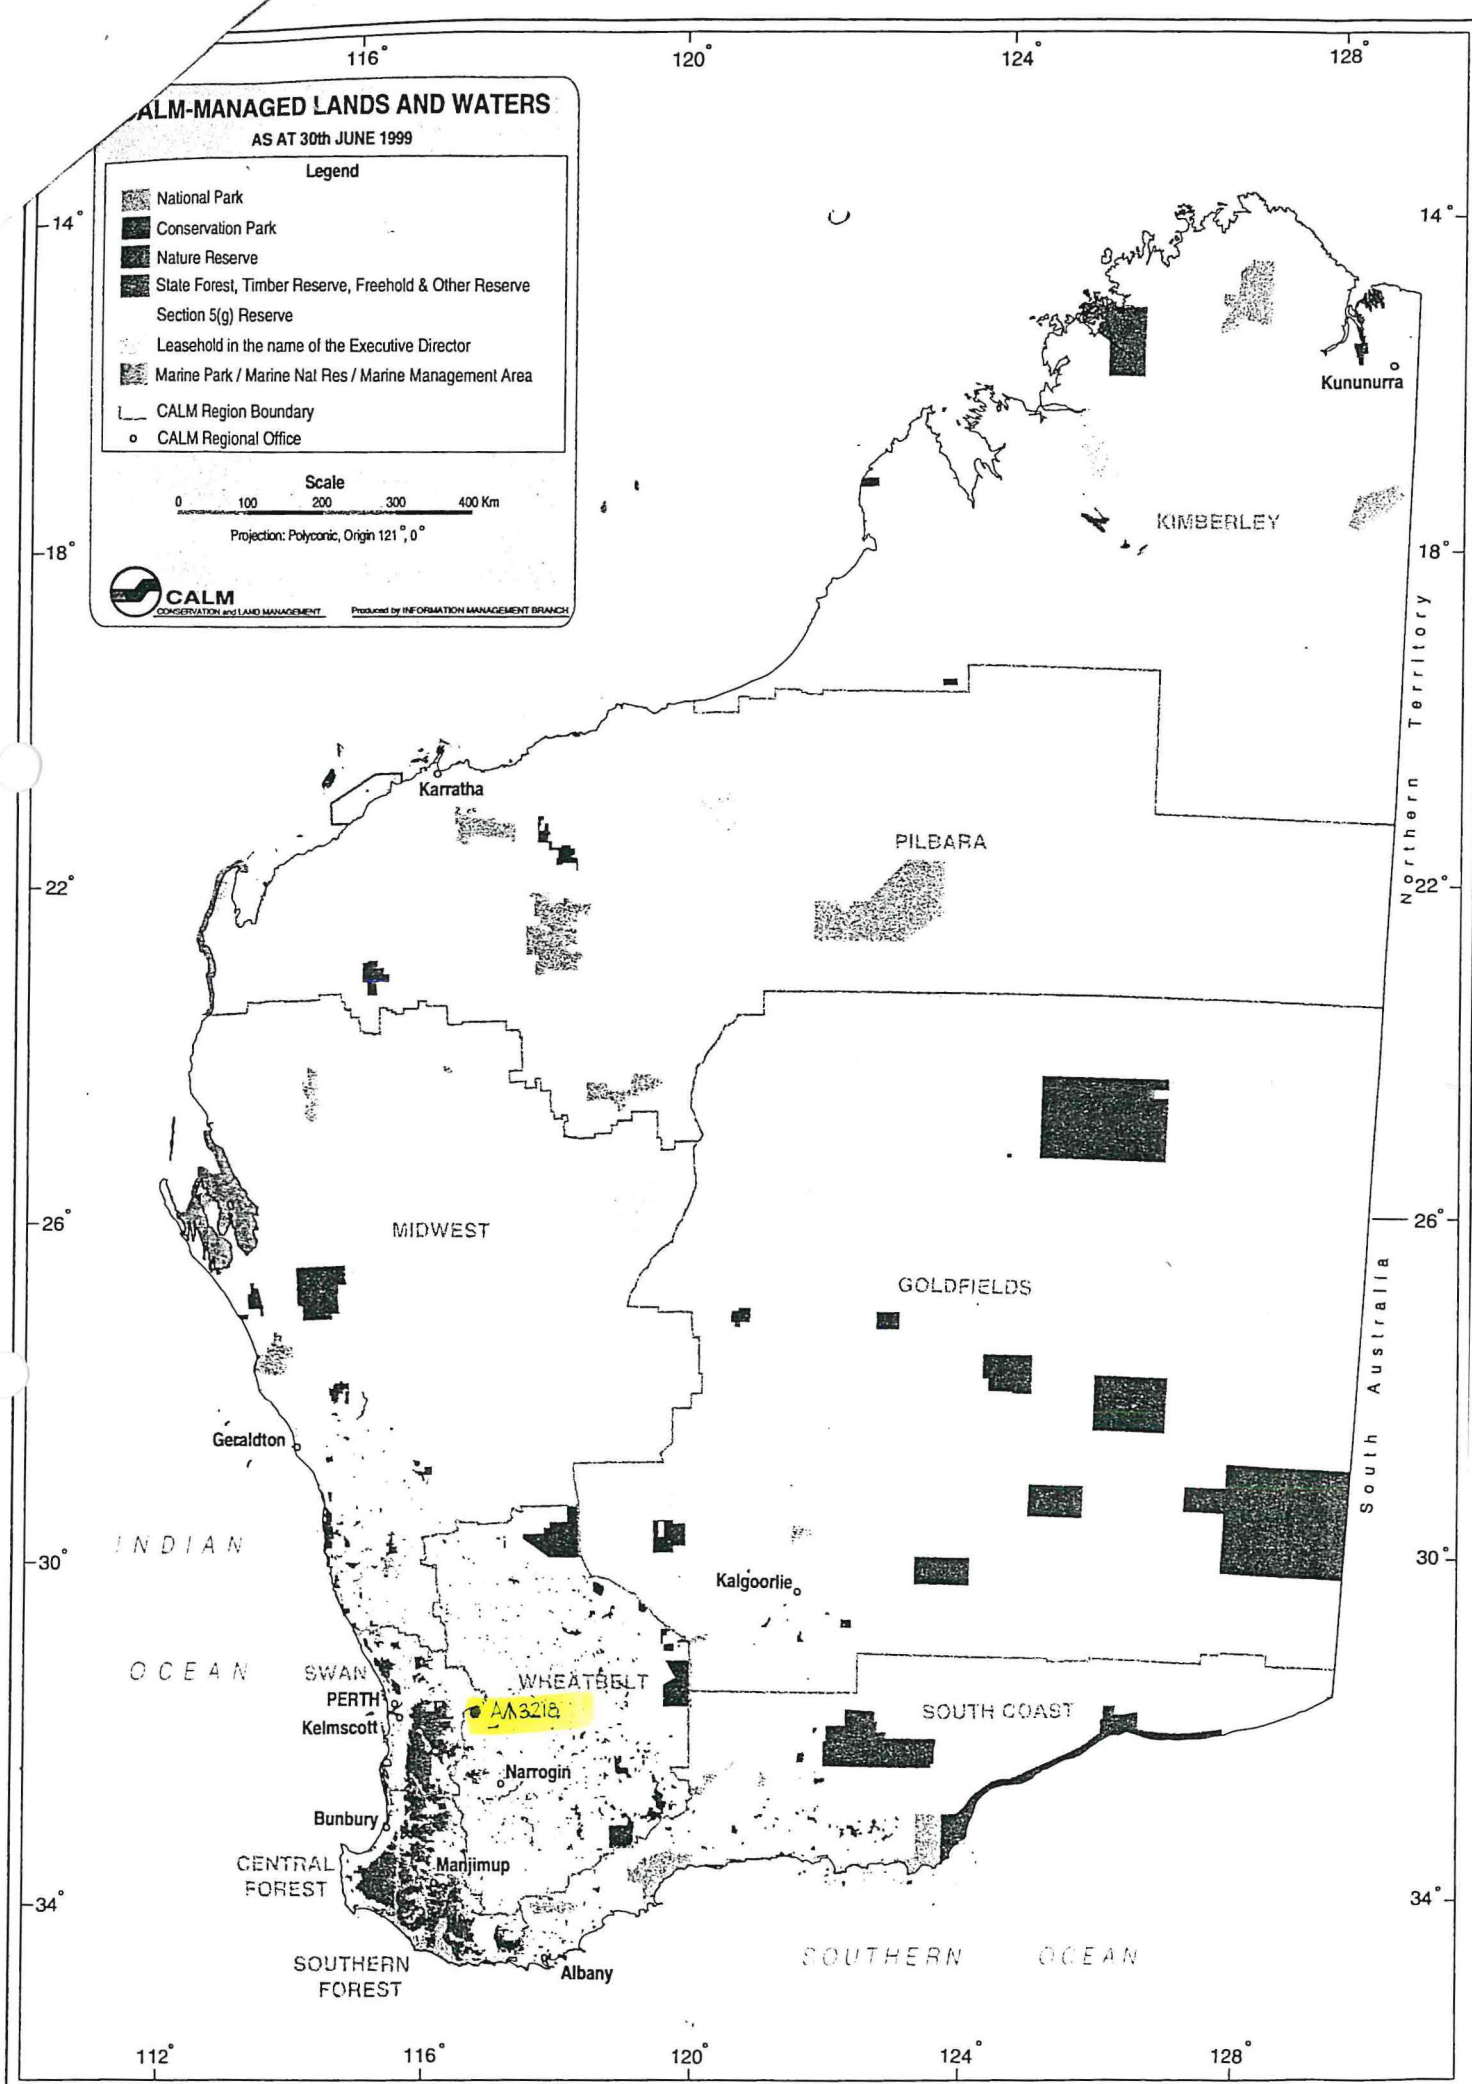 116°
120°
124°
128°
ALM-MANAGED LANDS AND WATERS
AS AT 30th JUNE 1999
Legend
National Park
Conservation Park
Nature Reserve
State Forest, Timber Reserve, Freehold & Other Reserve
Section 5(g) Reserve
Leasehold in the name of the Executive Director
Marine Park / Marine Nat Res / Marine Management Area
CALM Region Boundary
CALM Regional Office
Scale
0 100 200 300 400 Km
Projection: Polyconic, Origin 121°, 0°
CALM
CONSERVATION and LAND MANAGEMENT
Produced by INFORMATION MANAGEMENT BRANCH
14°
14°
Kununurra
KIMBERLEY
18°
18°
Northern Territory
Karratha
PILBARA
22°
22°
MIDWEST
26°
26°
GOLDFIELDS
South Australia
Geraldton
INDIAN
30°
30°
Kalgoorlie
OCEAN
SWAN
WHEATBELT
PERTH
AA3218
SOUTH COAST
Kelmscott
Narrogin
Bunbury
CENTRAL
FOREST
Manjimup
34°
34°
SOUTHERN
FOREST
Albany
SOUTHERN OCEAN
112°
116°
120°
124°
128°